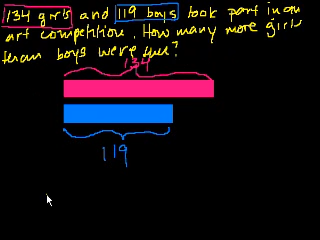 134 girls and 119 boys took part in an
art competition. How many more girls
than boys were there?
134
119